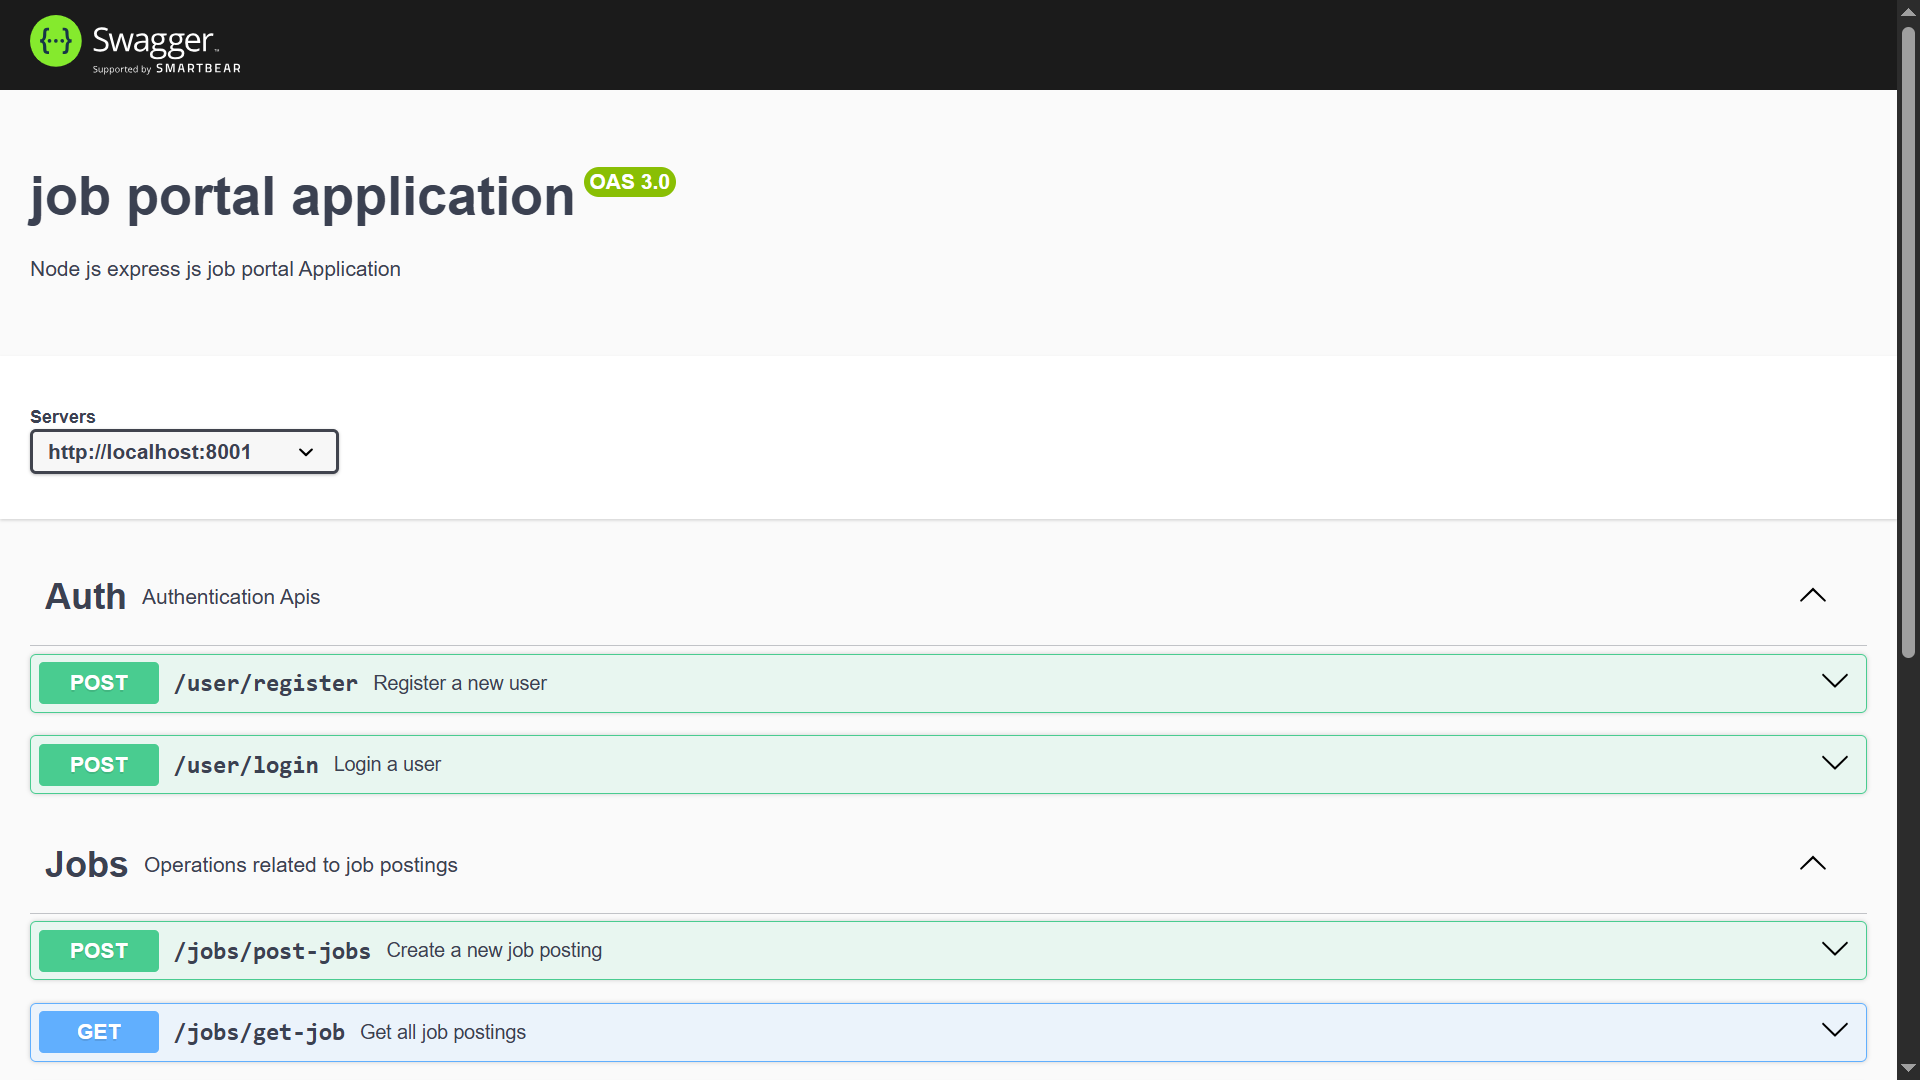 {···} Swagger™
Supported by SMARTBEAR
job portal application OAS 3.0
Node js express js job portal Application
Servers
http://localhost:8001
Auth Authentication Apis
POST /user/register Register a new user
POST /user/login Login a user
Jobs Operations related to job postings
POST /jobs/post-jobs Create a new job posting
GET /jobs/get-job Get all job postings